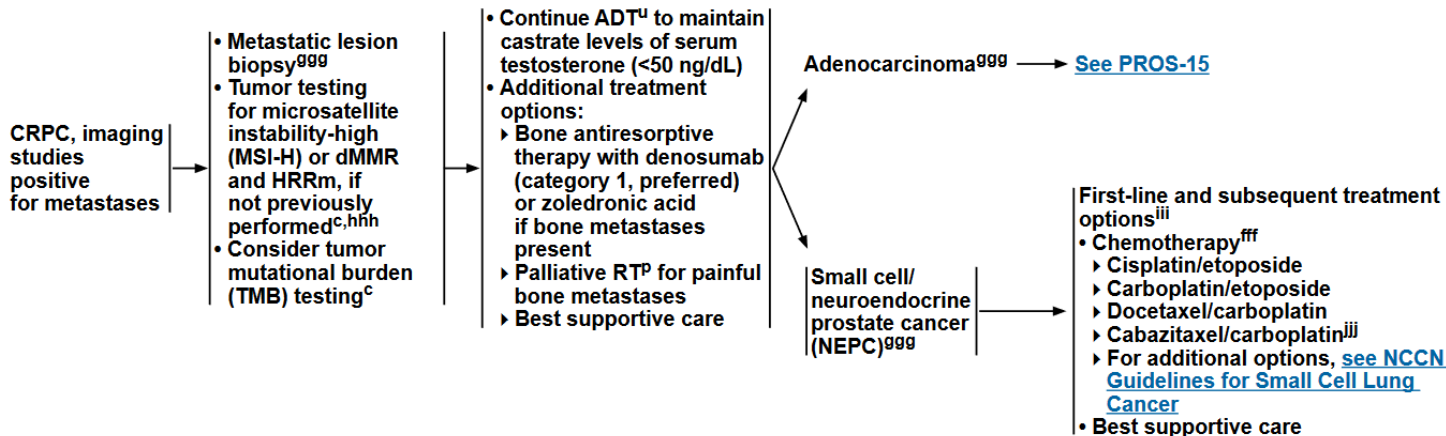 CRPC, imaging
studies
positive
for metastases
• Metastatic lesion
biopsyggg
• Tumor testing
for microsatellite
instability-high
(MSI-H) or dMMR
and HRRm, if
not previously
performedc,hhh
• Consider tumor
mutational burden
(TMB) testingc
• Continue ADTu to maintain
castrate levels of serum
testosterone (<50 ng/dL)
• Additional treatment
options:
‣ Bone antiresorptive
therapy with denosumab
(category 1, preferred)
or zoledronic acid
if bone metastases
present
‣ Palliative RTp for painful
bone metastases
‣ Best supportive care
Adenocarcinomaggg
See PROS-15
Small cell/
neuroendocrine
prostate cancer
(NEPC)ggg
First-line and subsequent treatment
optionsiii
• Chemotherapyfff
‣ Cisplatin/etoposide
‣ Carboplatin/etoposide
‣ Docetaxel/carboplatin
‣ Cabazitaxel/carboplatinjjj
‣ For additional options, see NCCN
Guidelines for Small Cell Lung
Cancer
• Best supportive care